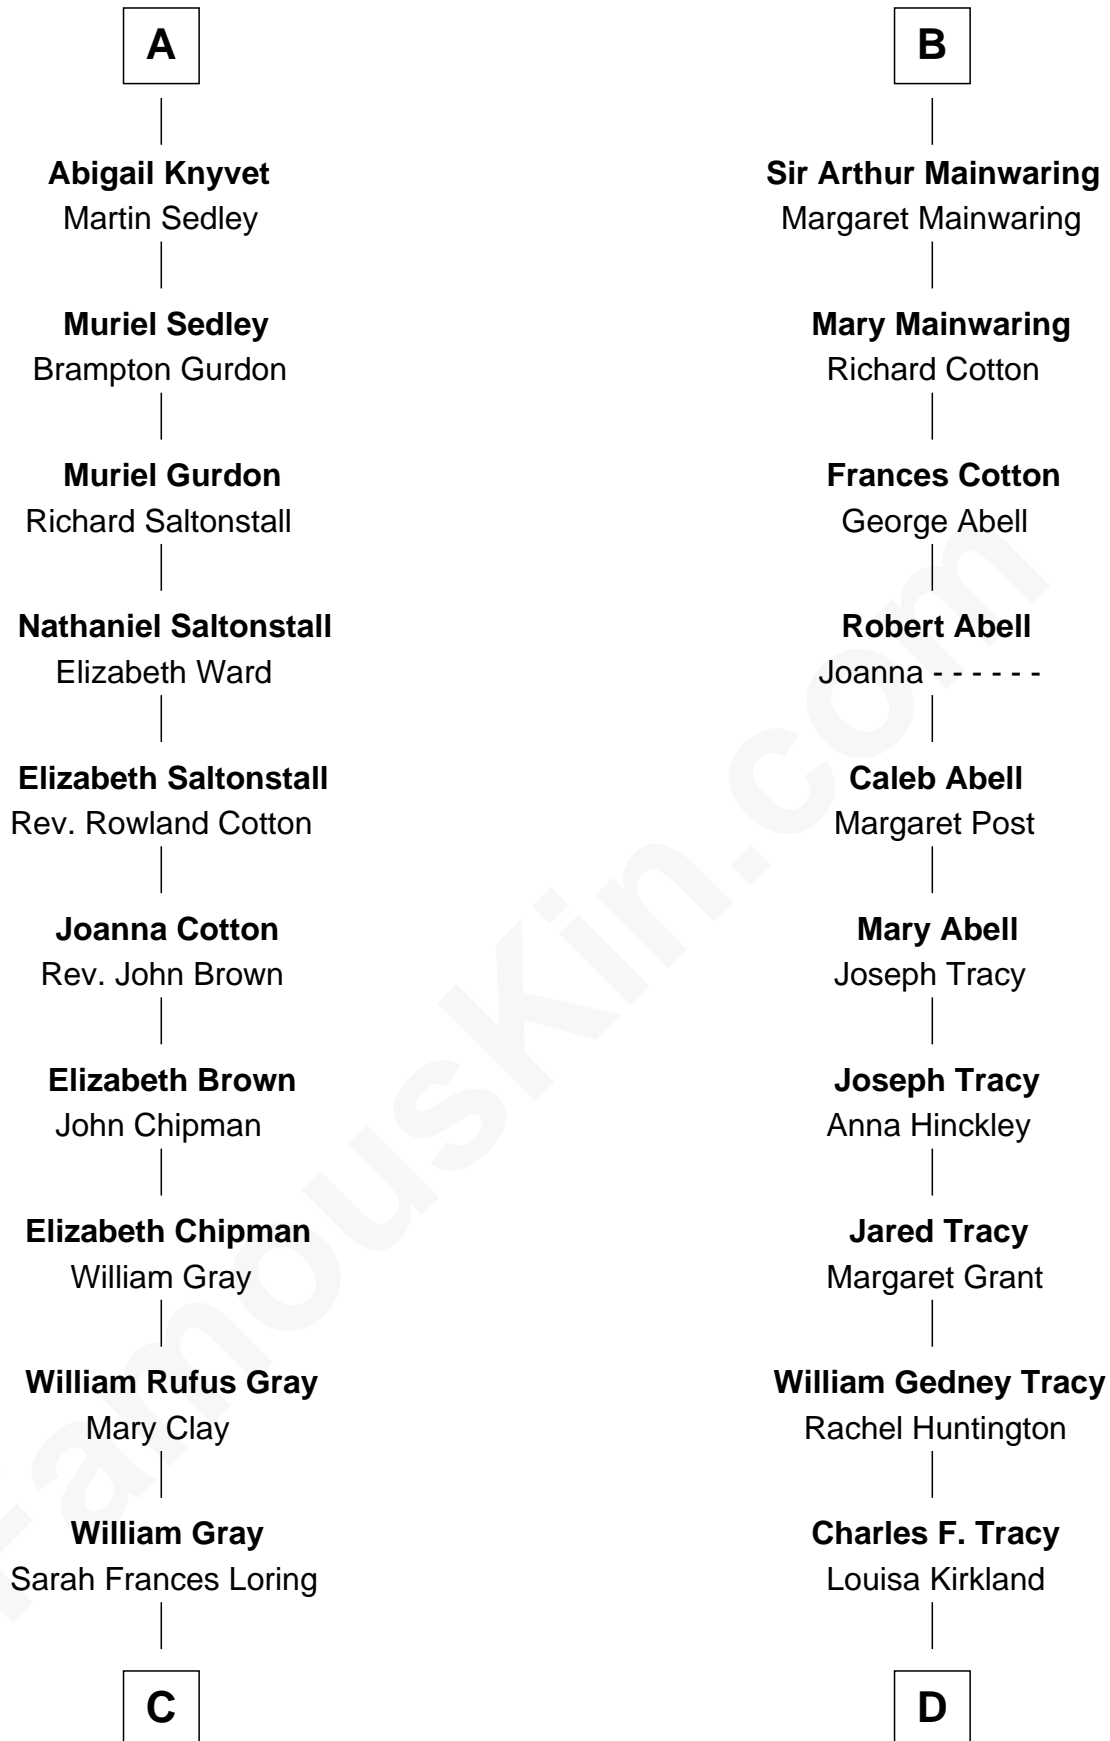 A
Abigail Knyvet
Martin Sedley
Muriel Sedley
Brampton Gurdon
Muriel Gurdon
Richard Saltonstall
Nathaniel Saltonstall
Elizabeth Ward
Elizabeth Saltonstall
Rev. Rowland Cotton
Joanna Cotton
Rev. John Brown
Elizabeth Brown
John Chipman
Elizabeth Chipman
William Gray
William Rufus Gray
Mary Clay
William Gray
Sarah Frances Loring
C
B
Sir Arthur Mainwaring
Margaret Mainwaring
Mary Mainwaring
Richard Cotton
Frances Cotton
George Abell
Robert Abell
Joanna - - - - - -
Caleb Abell
Margaret Post
Mary Abell
Joseph Tracy
Joseph Tracy
Anna Hinckley
Jared Tracy
Margaret Grant
William Gedney Tracy
Rachel Huntington
Charles F. Tracy
Louisa Kirkland
D
FamousKin.com